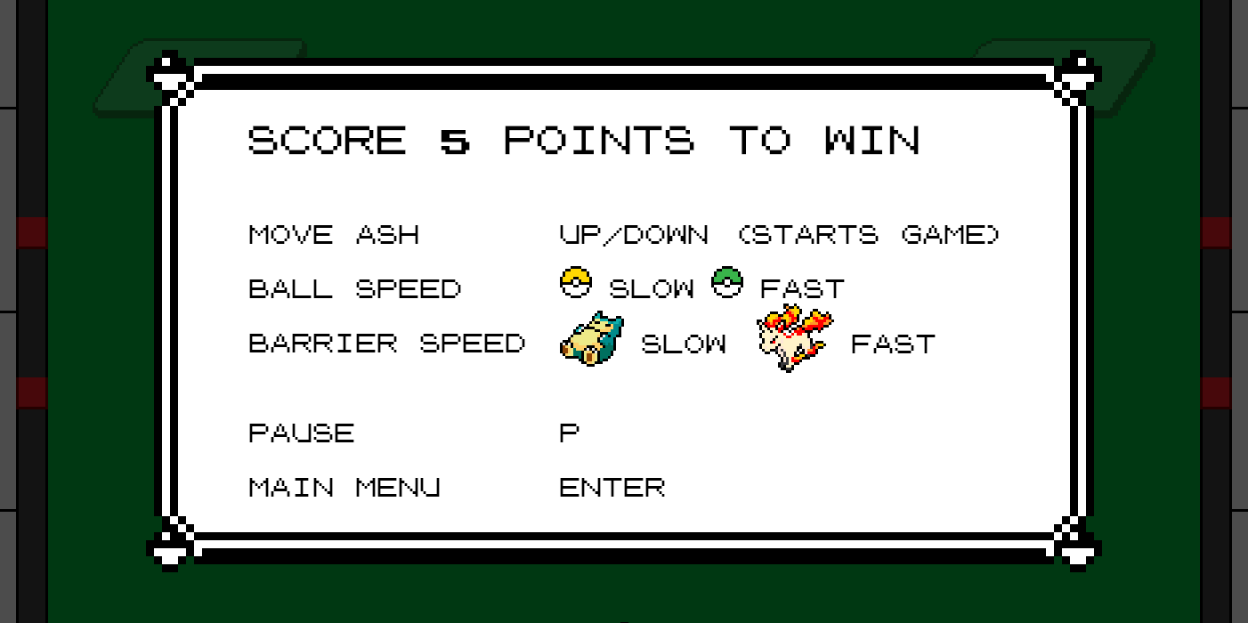 SCORE 5 POINTS TO WIN
MOVE ASH UP/DOWN (STARTS GAME)
BALL SPEED SLOW FAST
BARRIER SPEED SLOW FAST
PAUSE P
MAIN MENU ENTER